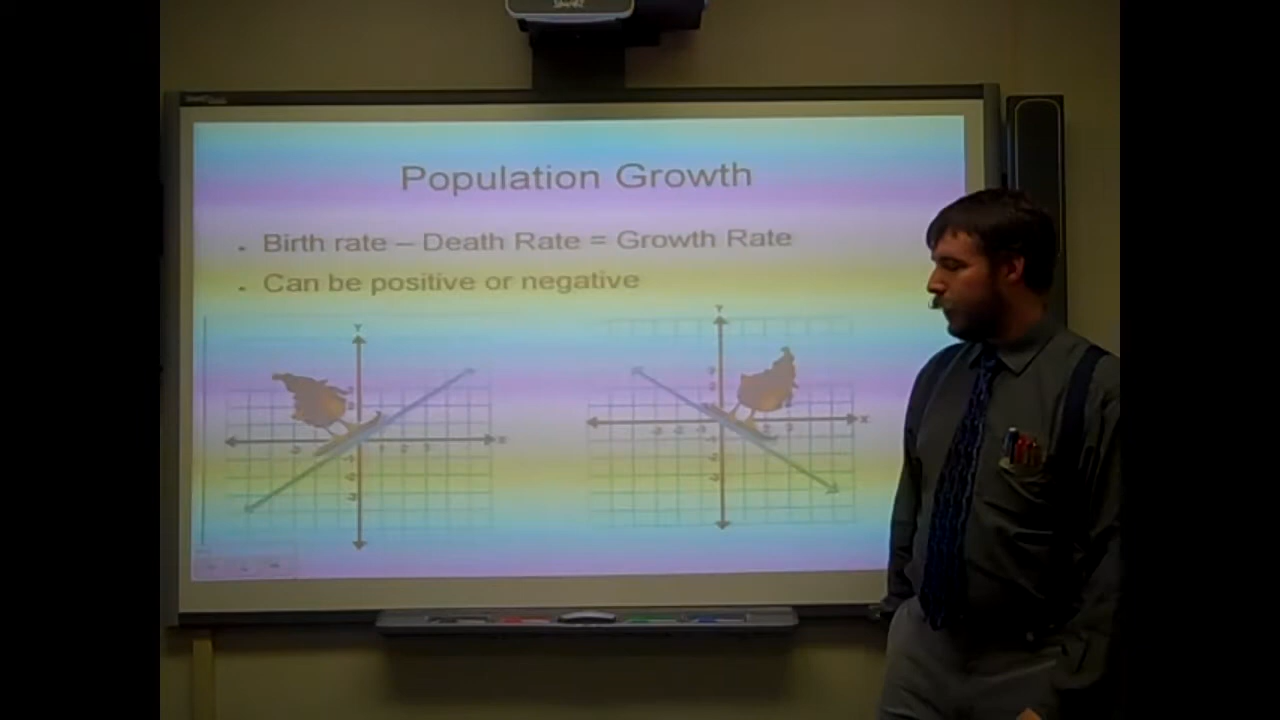 Population Growth
. Birth rate – Death Rate = Growth Rate
. Can be positive or negative
Y
Y
X